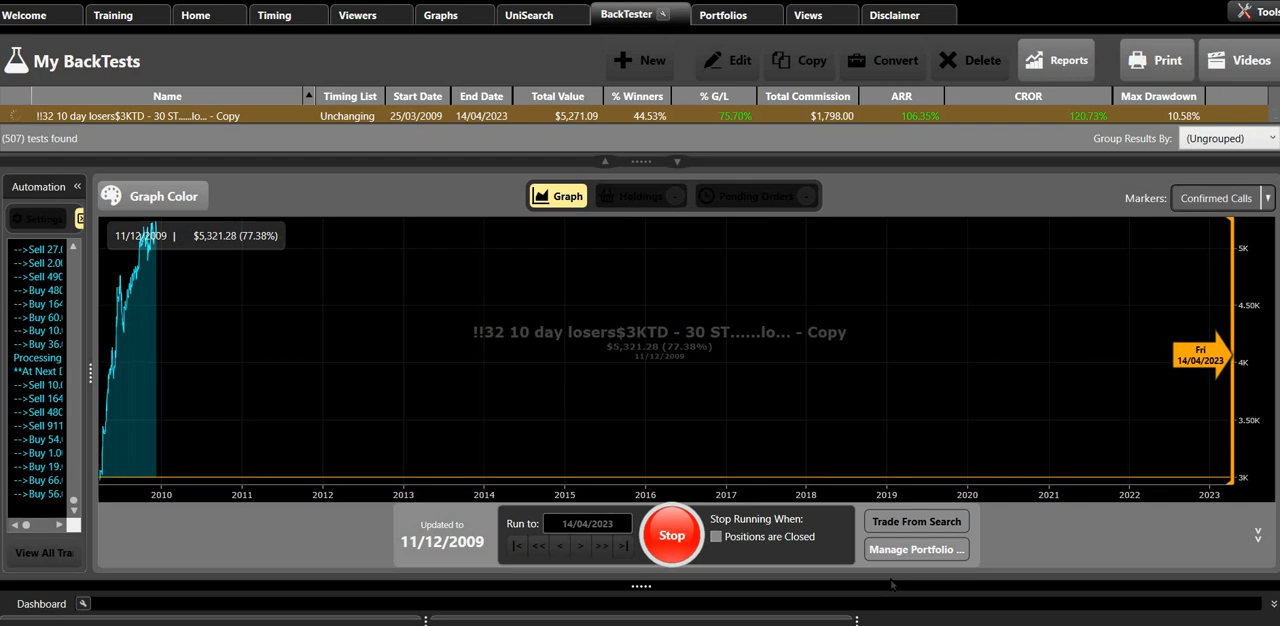 Welcome Training Home Timing Viewers Graphs UniSearch BackTester Portfolios Views Disclaimer Tools
My BackTests New Edit Copy Convert Delete Reports Print Videos
Name Timing List Start Date End Date Total Value % Winners % G/L Total Commission ARR CROR Max Drawdown
!!32 10 day losers$3KTD - 30 ST......lo... - Copy Unchanging 25/03/2009 14/04/2023 $5,271.09 44.53% 75.70% $1,798.00 106.35% 120.73% 10.58%
(507) tests found Group Results By: (Ungrouped)
Automation << Graph Color Graph Holdings - Pending Orders - Markers: Confirmed Calls
Settings
11/12/2009 | $5,321.28 (77.38%)
-->Sell 27.0
-->Sell 2.00
-->Sell 490
-->Buy 480
-->Buy 164
-->Buy 60.
-->Buy 10.
-->Buy 36.
Processing
**At Next D
-->Sell 10.0
-->Sell 164
-->Sell 480
-->Sell 911
-->Buy 54.
-->Buy 1.00
-->Buy 19.
-->Buy 66.
-->Buy 56.
View All Tra
!!32 10 day losers$3KTD - 30 ST......lo... - Copy
$5,321.28 (77.38%)
11/12/2009
5K
4.50K
4K
3.50K
3K
Fri
14/04/2023
2010 2011 2012 2013 2014 2015 2016 2017 2018 2019 2020 2021 2022 2023
Updated to
11/12/2009
Run to: 14/04/2023
|< << < > >> >|
Stop
Stop Running When:
Positions are Closed
Trade From Search
Manage Portfolio ...
Dashboard